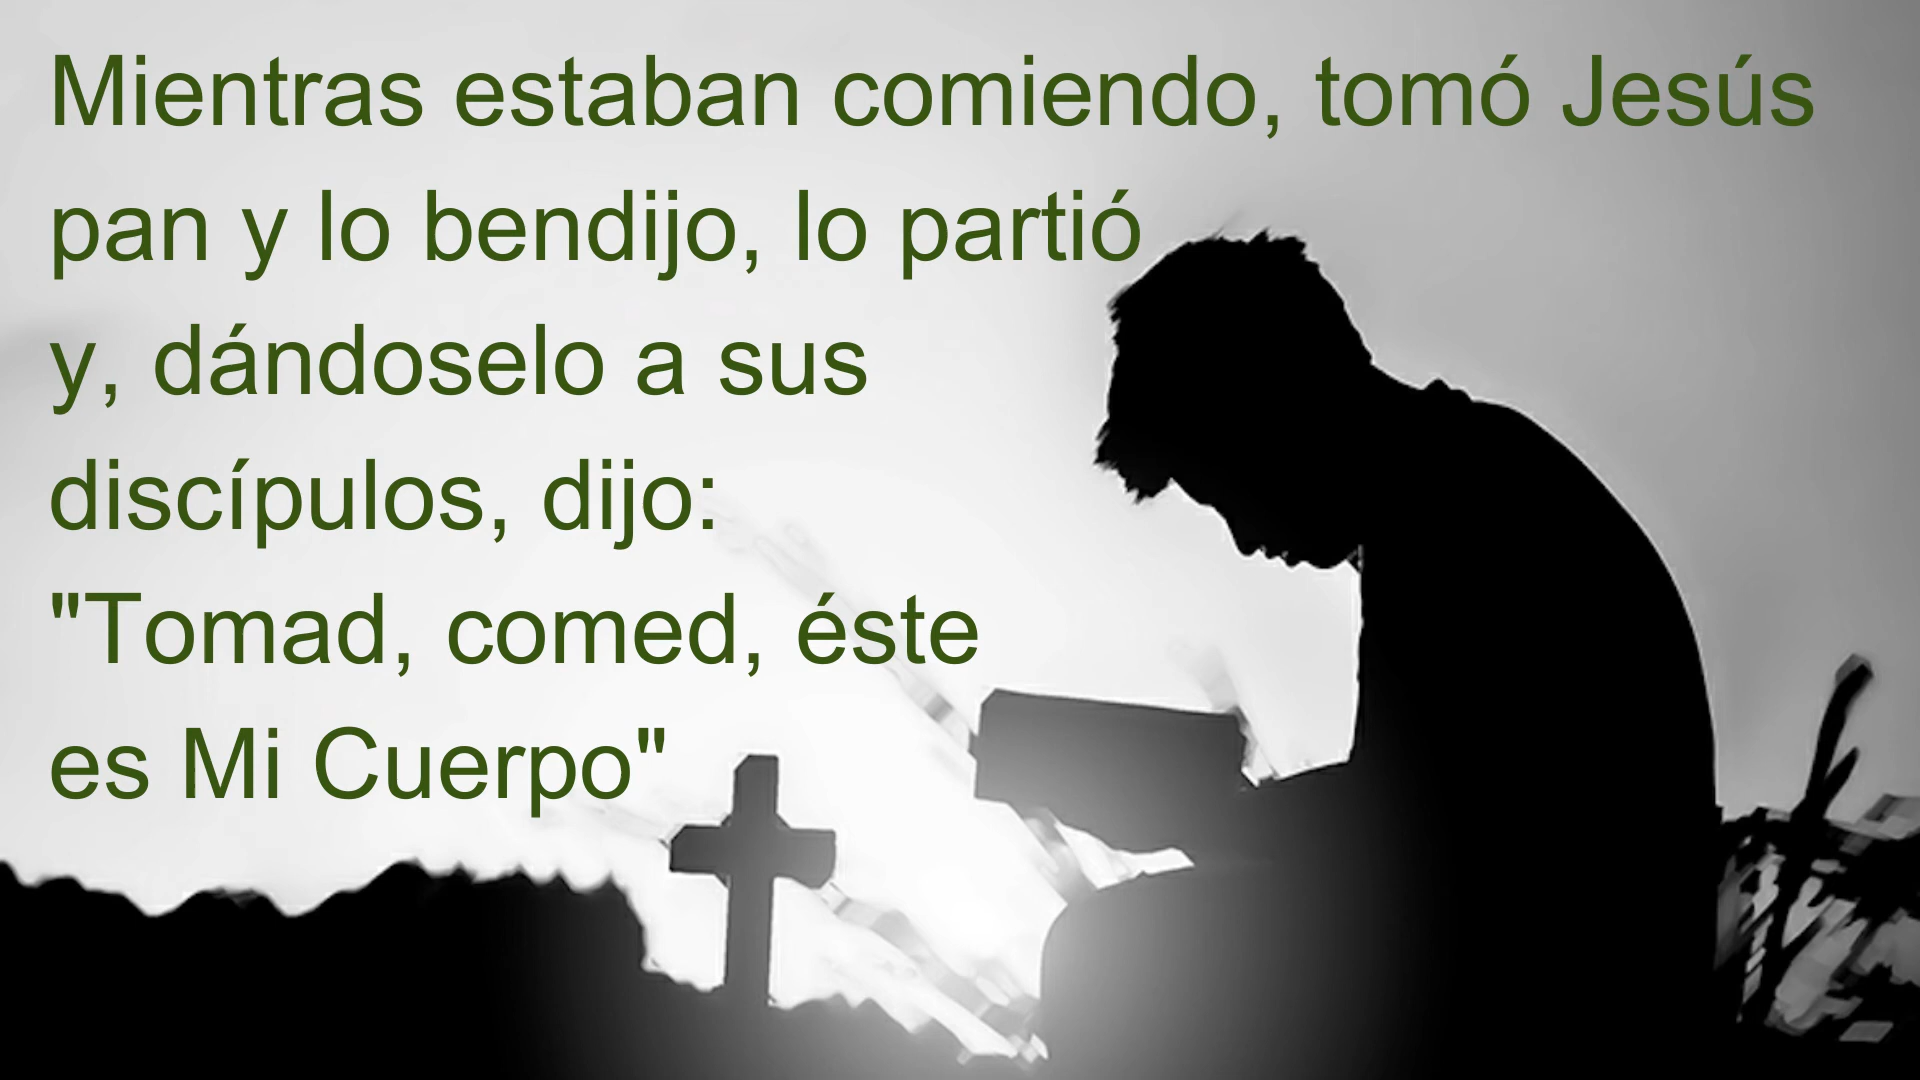 Mientras estaban comiendo, tomó Jesús
pan y lo bendijo, lo partió
y, dándoselo a sus
discípulos, dijo:
"Tomad, comed, éste
es Mi Cuerpo"